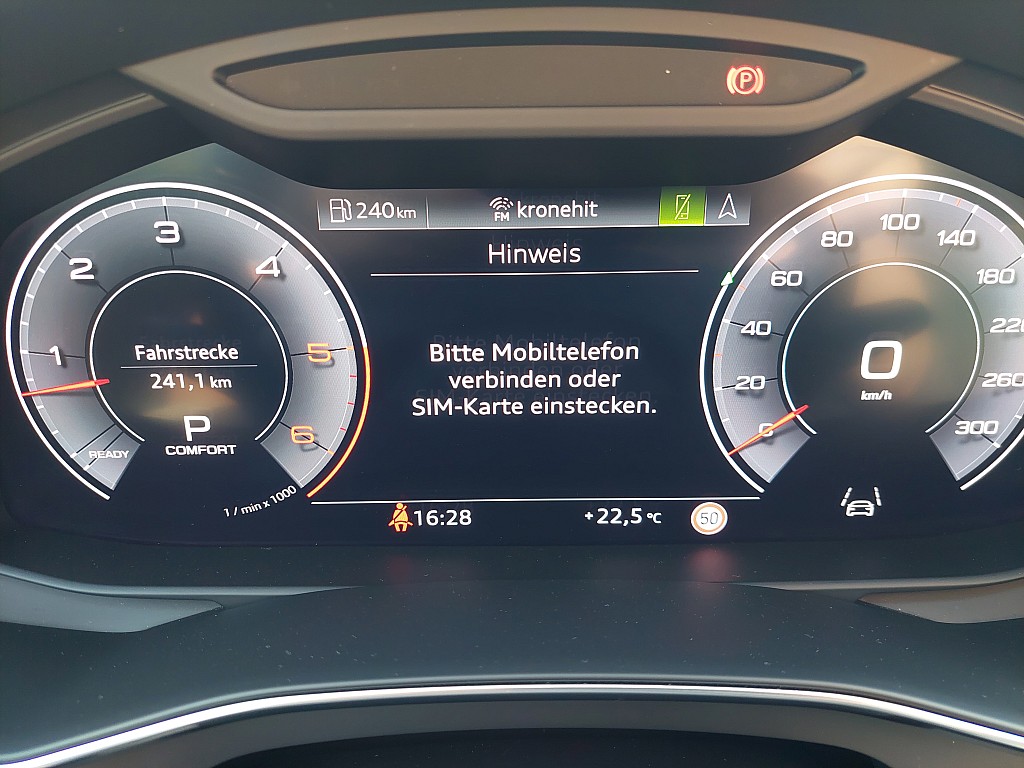 P
240 km
FM kronehit
Hinweis
Bitte Mobiltelefon
verbinden oder
SIM-Karte einstecken.
16:28
+22,5 °C
50
READY
1
2
3
4
5
6
1 / min x 1000
Fahrstrecke
241,1 km
P
COMFORT
0
20
40
60
80
100
140
180
220
260
300
0
km/h